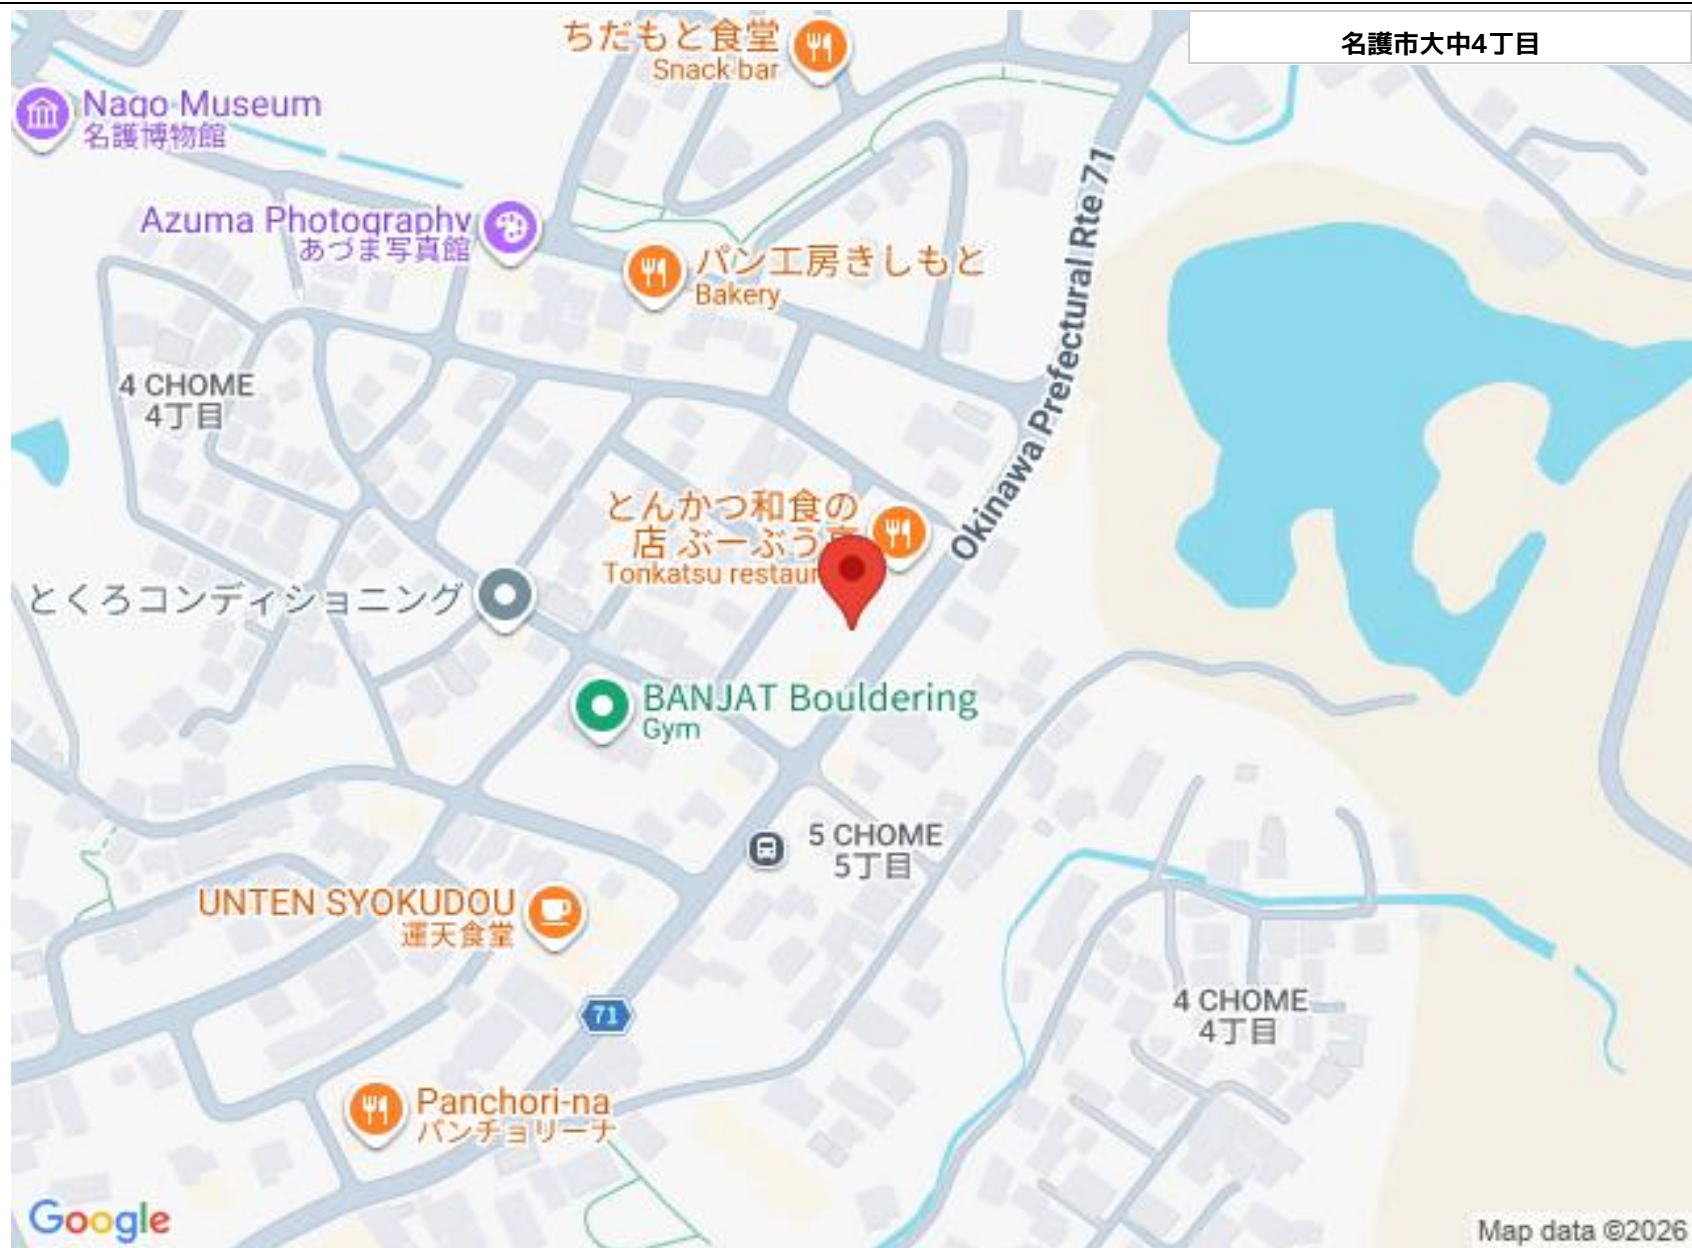 名護市大中4丁目
ちだもと食堂
Snack bar
Nago Museum
名護博物館
Azuma Photography
あづま写真館
パン工房きしもと
Bakery
Okinawa Prefectural Rte 71
4 CHOME
4丁目
とんかつ和食の
店 ぶーぶう
Tonkatsu
とくろコンディショニング
BANJAT Bouldering
Gym
5 CHOME
5丁目
UNTEN SYOKUDOU
運天食堂
71
4 CHOME
4丁目
Panchori-na
パンチョリーナ
Google
Map data ©2026